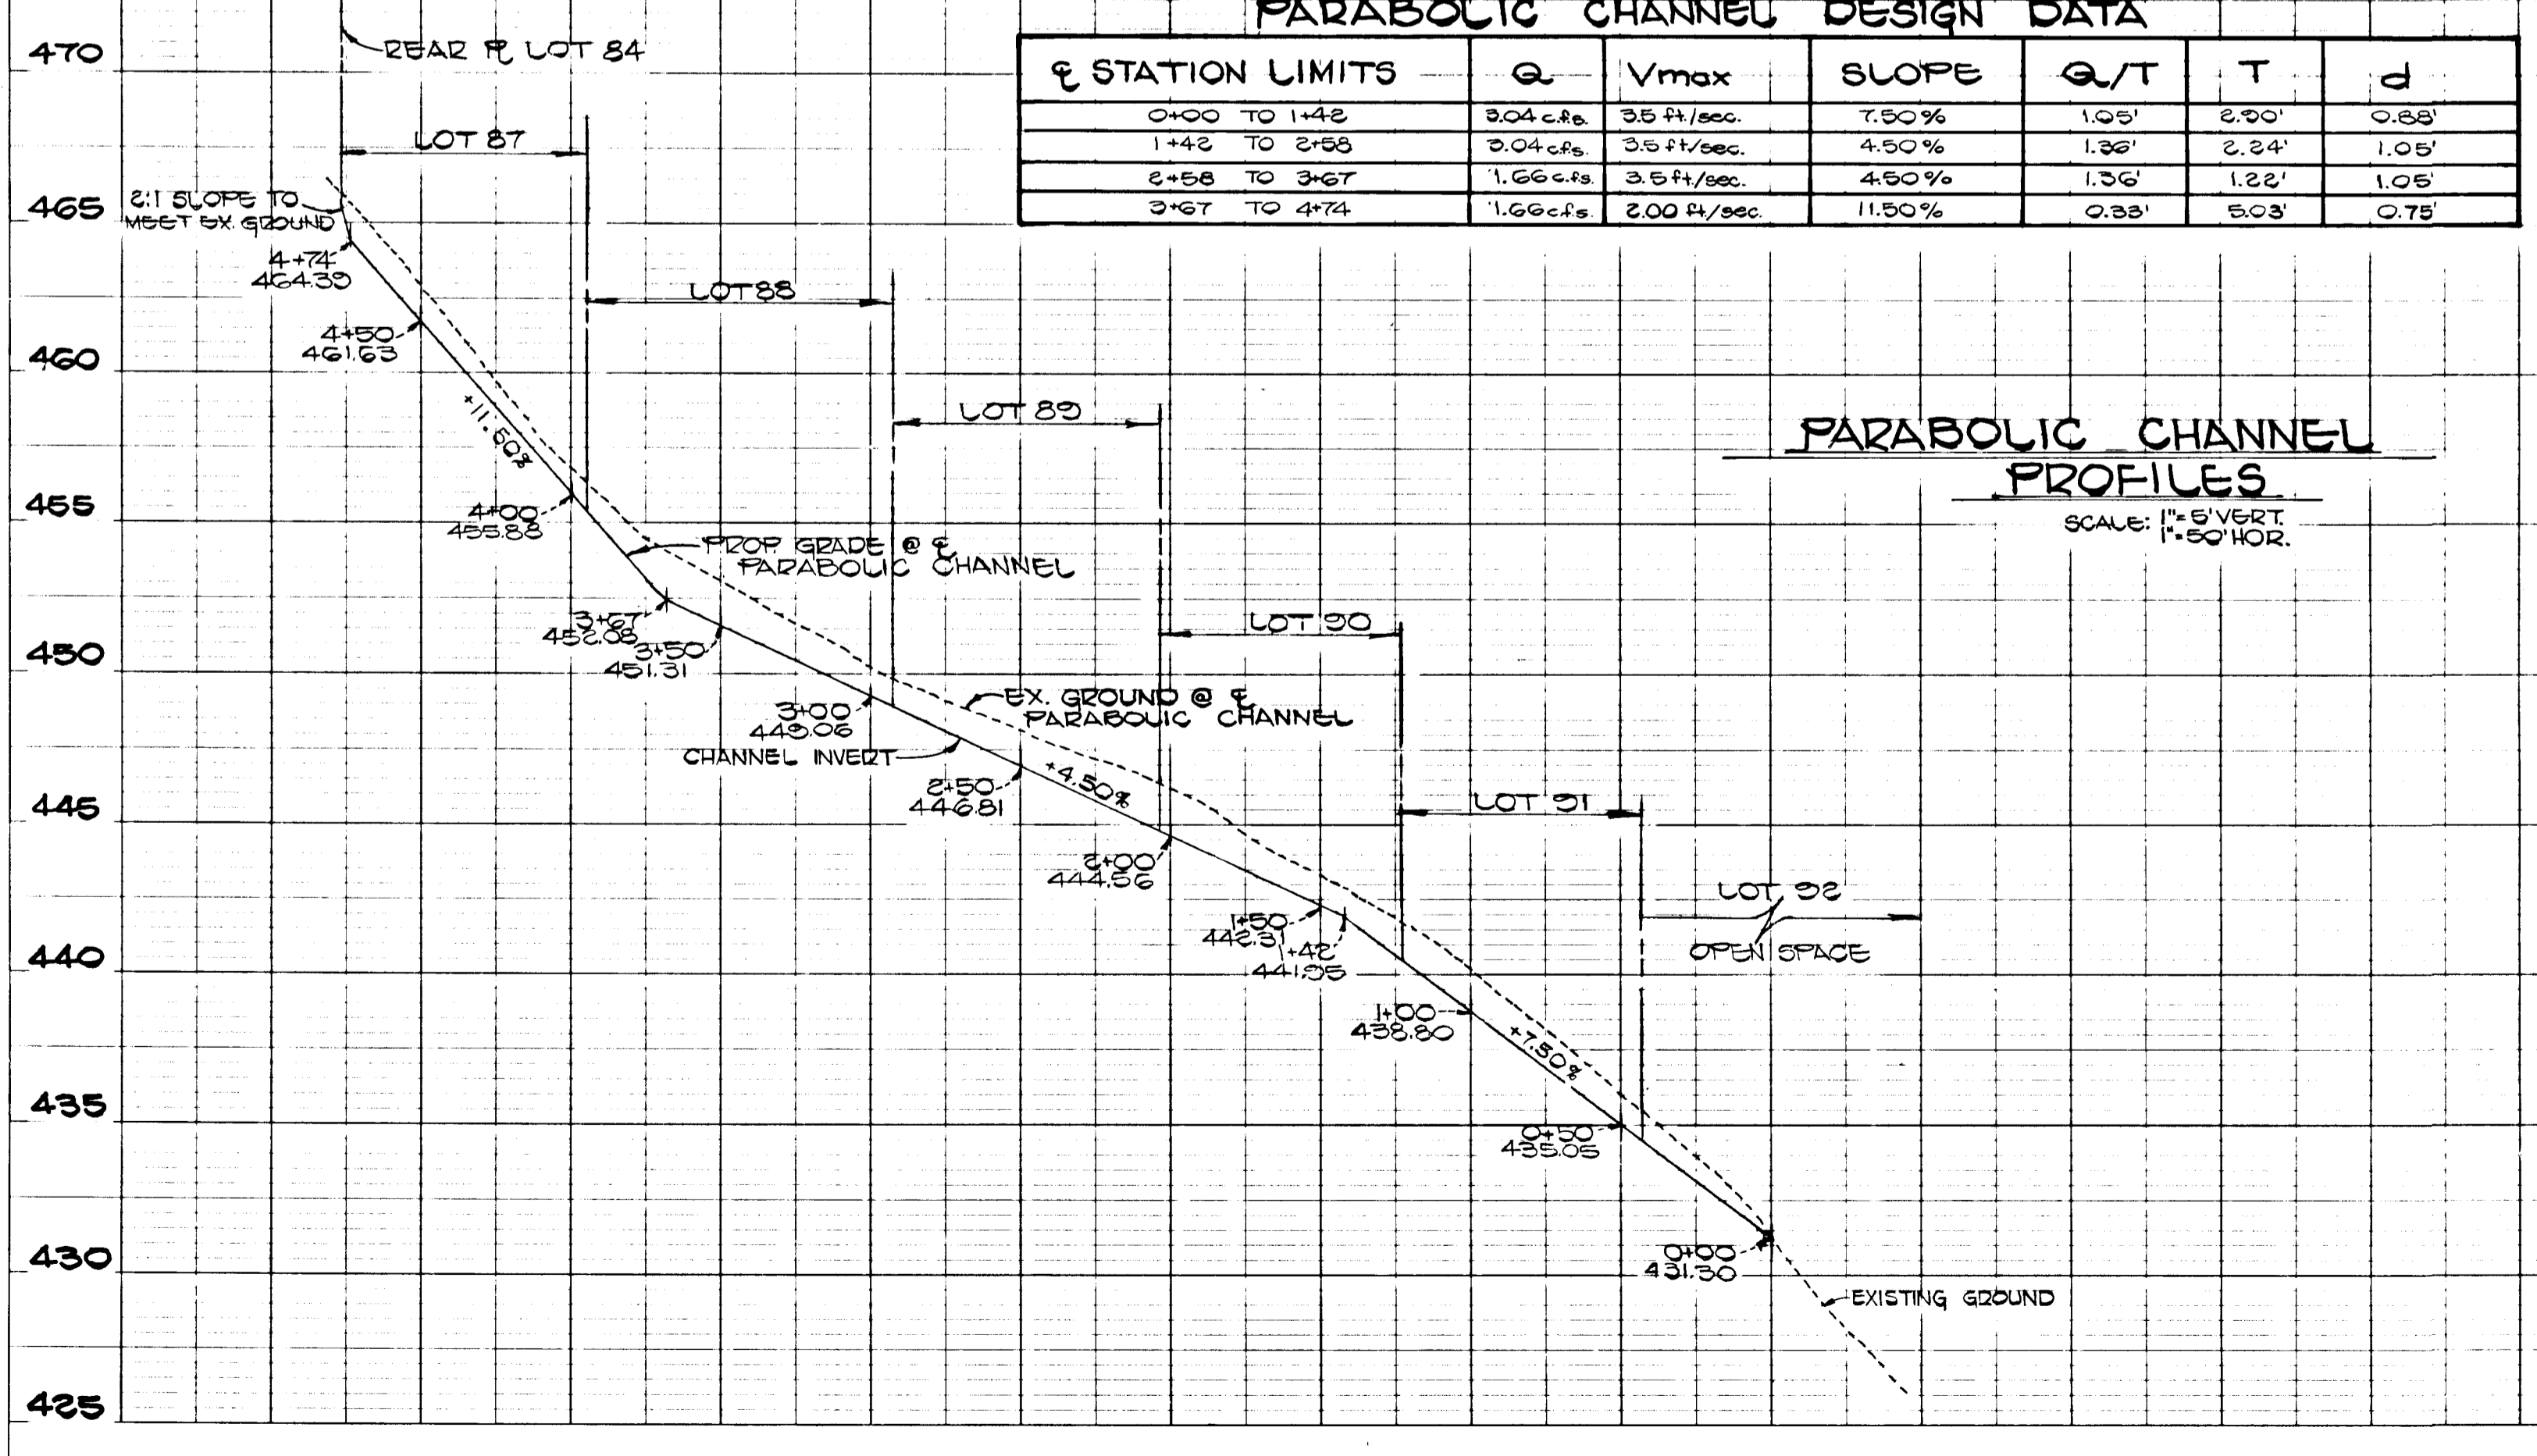 PARABOLIC CHANNEL DESIGN DATA
℄ STATION LIMITS Q Vmax SLOPE Q/T T d
0+00 TO 1+42 3.04 c.f.s. 3.5 ft./sec. 7.50% 1.05' 2.90' 0.88'
1+42 TO 2+58 3.04 c.f.s. 3.5 ft/sec. 4.50% 1.36' 2.24' 1.05'
2+58 TO 3+67 1.66 c.f.s. 3.5 ft/sec. 4.50% 1.36' 1.22' 1.05'
3+67 TO 4+74 1.66 c.f.s. 2.00 ft/sec. 11.50% 0.33' 5.03' 0.75'
470
465
460
455
450
445
440
435
430
425
REAR ⅊ LOT 84
LOT 87
2:1 SLOPE TO
MEET EX. GROUND
4+74
464.39
LOT 88
4+50
461.63
+11.50%
LOT 89
PARABOLIC CHANNEL
PROFILES
SCALE: 1"=5' VERT.
1"=50' HOR.
4+00
455.88
PROP. GRADE @ ℄
PARABOLIC CHANNEL
3+67
452.08
3+50
451.31
LOT 90
3+00
449.06
EX. GROUND @ ℄
PARABOLIC CHANNEL
CHANNEL INVERT
2+50
446.81
+4.50%
LOT 91
2+00
444.56
LOT 92
OPEN SPACE
1+50
442.31
1+42
441.95
1+00
438.80
+7.50%
0+50
435.05
0+00
431.30
EXISTING GROUND